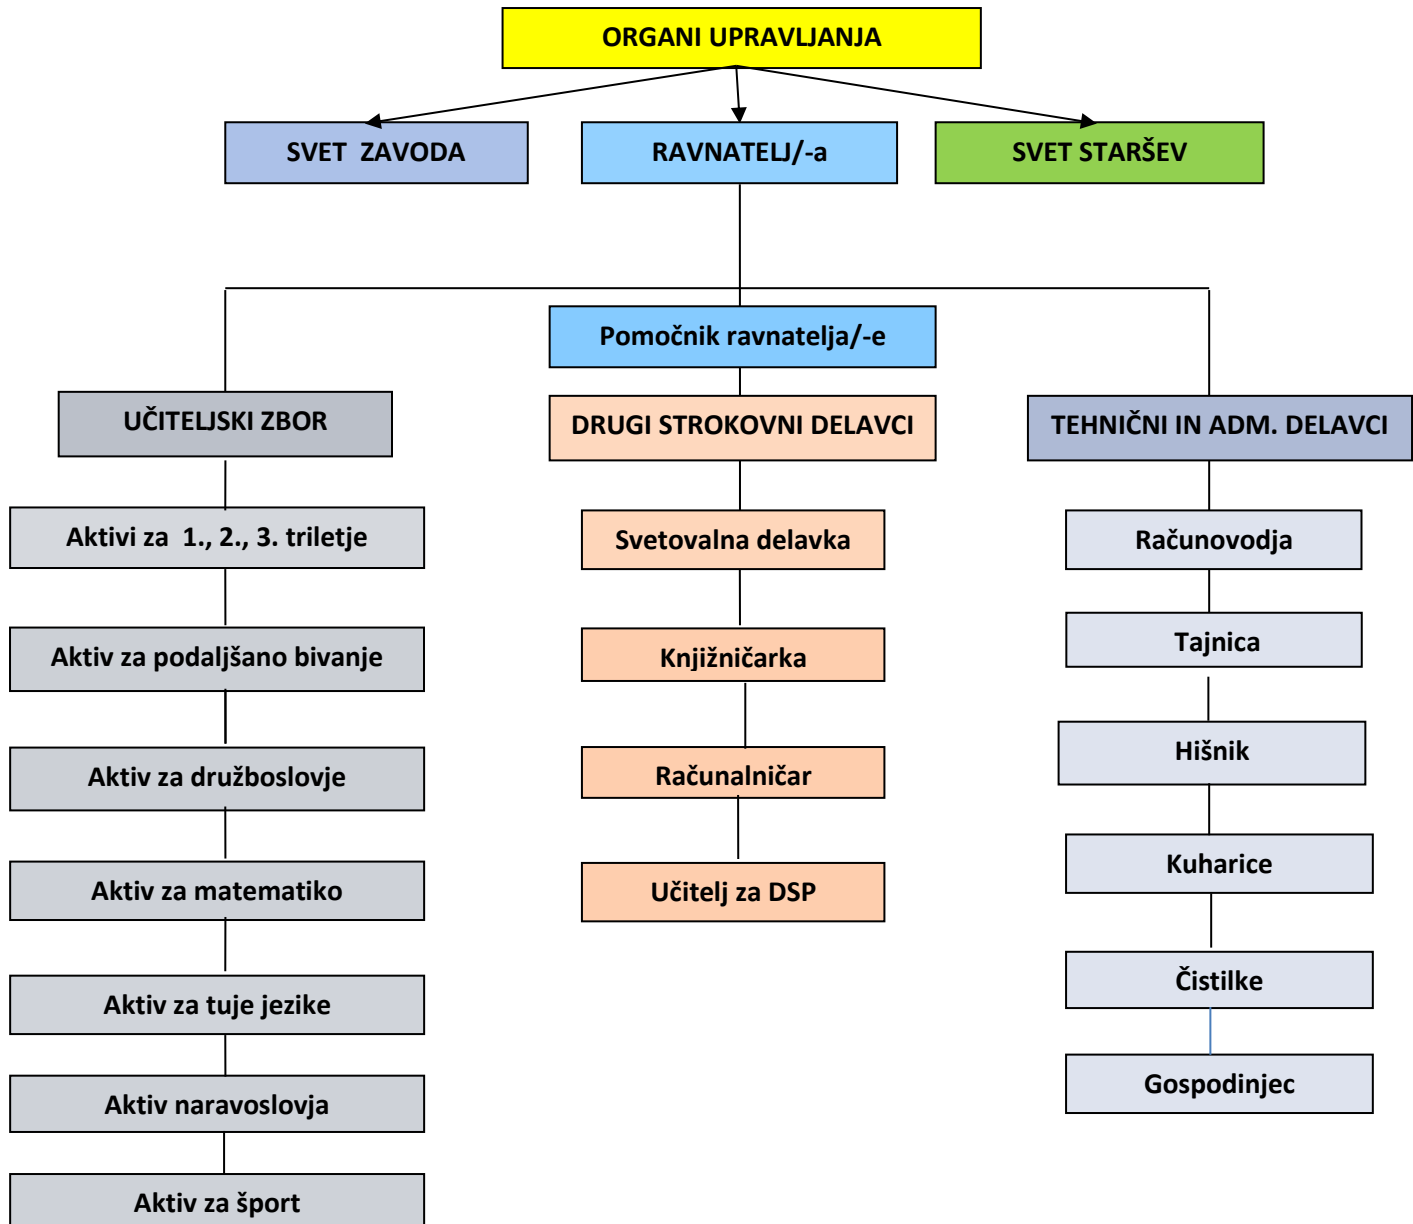 ORGANI UPRAVLJANJA
SVET ZAVODA
RAVNATELJ/-a
SVET STARŠEV
Pomočnik ravnatelja/-e
UČITELJSKI ZBOR
DRUGI STROKOVNI DELAVCI
TEHNIČNI IN ADM. DELAVCI
Aktivi za 1., 2., 3. triletje
Svetovalna delavka
Računovodja
Aktiv za podaljšano bivanje
Knjižničarka
Tajnica
Aktiv za družboslovje
Računalničar
Hišnik
Aktiv za matematiko
Učitelj za DSP
Kuharice
Aktiv za tuje jezike
Čistilke
Aktiv naravoslovja
Gospodinjec
Aktiv za šport